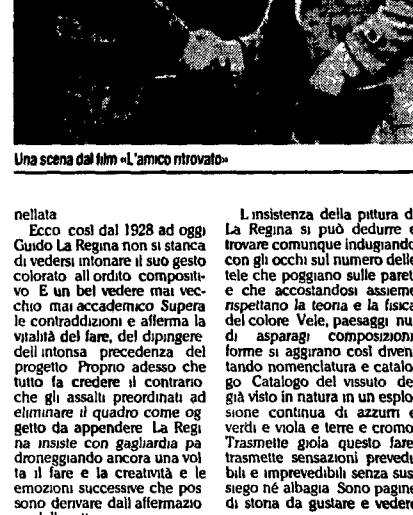 Una scena dal film «L'amico ritrovato»
nellata
Ecco così dal 1928 ad oggi
Guido La Regina non si stanca
di vedersi intonare il suo gesto
colorato all ordito compositi-
vo E un bel vedere mai vec-
chio mai accademico Supera
le contraddizioni e afferma la
vitalità del fare, del dipingere
dell intonsa precedenza del
progetto Proprio adesso che
tutto fa credere il contrario
che gli assalti preordinati ad
eliminare il quadro come og
getto da appendere La Regi
na insiste con gagliardia pa
droneggiando ancora una vol
ta il fare e la creatività e le
emozioni successive che pos
sono derivare dall affermazio
L insistenza della pittura d
La Regina si può dedurre e
trovare comunque indugiando
con gli occhi sul numero delle
tele che poggiano sulle paret
e che accostandosi assieme
rispettano la teoria e la fisica
del colore Vele, paesaggi nu
di asparagi composizioni
forme si aggirano così diven
tando nomenclatura e catalo
go Catalogo del vissuto de
già visto in natura in un esplo
sione continua di azzurri e
verdi e viola e terre e cromo
Trasmette gioia questo fare
trasmette sensazioni prevedi
bili e imprevedibili senza sus
siego né albagia Sono pagine
di storia da gustare e vedere